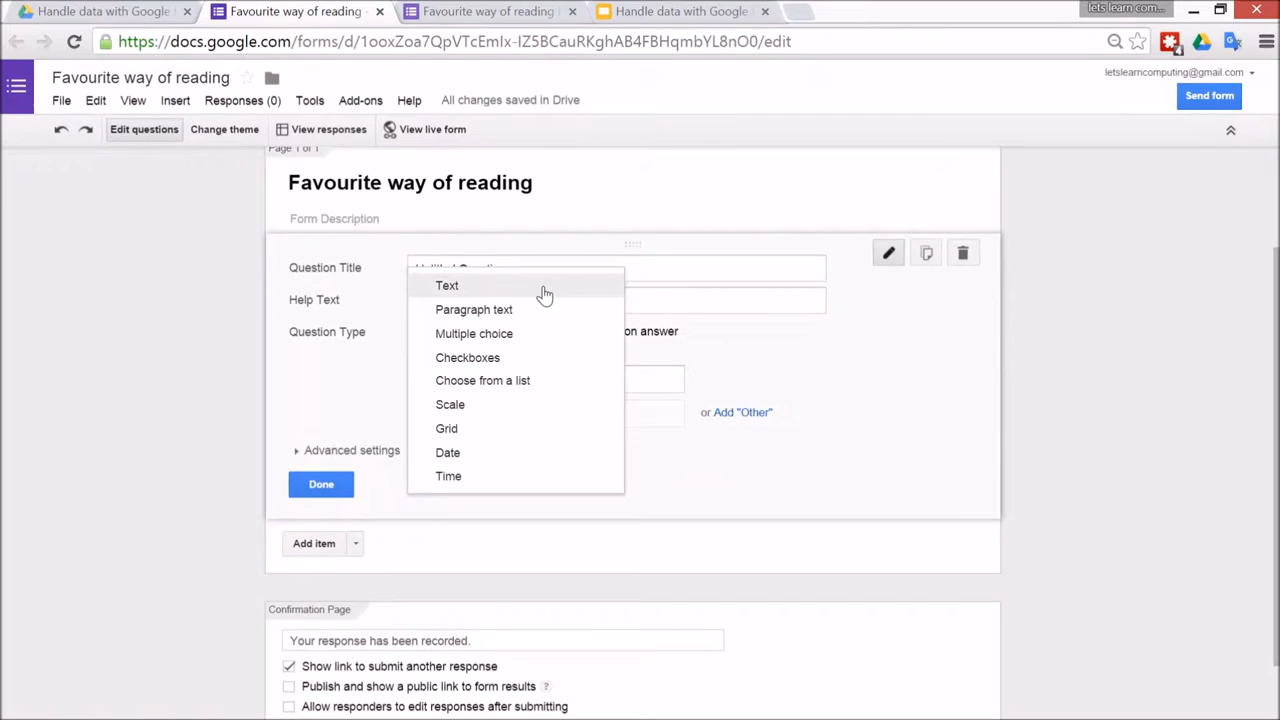 Handle data with Google
Favourite way of reading -
Favourite way of reading
Handle data with Google
lets learn com...
https://docs.google.com/forms/d/1ooxZoa7QpVTcEmIx-IZ5BCauRKghAB4FBHqmbYL8nO0/edit
Favourite way of reading
letslearncomputing@gmail.com
File Edit View Insert Responses (0) Tools Add-ons Help All changes saved in Drive
Send form
Edit questions Change theme View responses View live form
Page 1 of 1
Favourite way of reading
Form Description
Question Title
Text
Help Text
Paragraph text
Question Type
Multiple choice
on answer
Checkboxes
Choose from a list
Scale
or Add "Other"
Grid
Advanced settings
Date
Time
Done
Add item
Confirmation Page
Your response has been recorded.
Show link to submit another response
Publish and show a public link to form results ?
Allow responders to edit responses after submitting